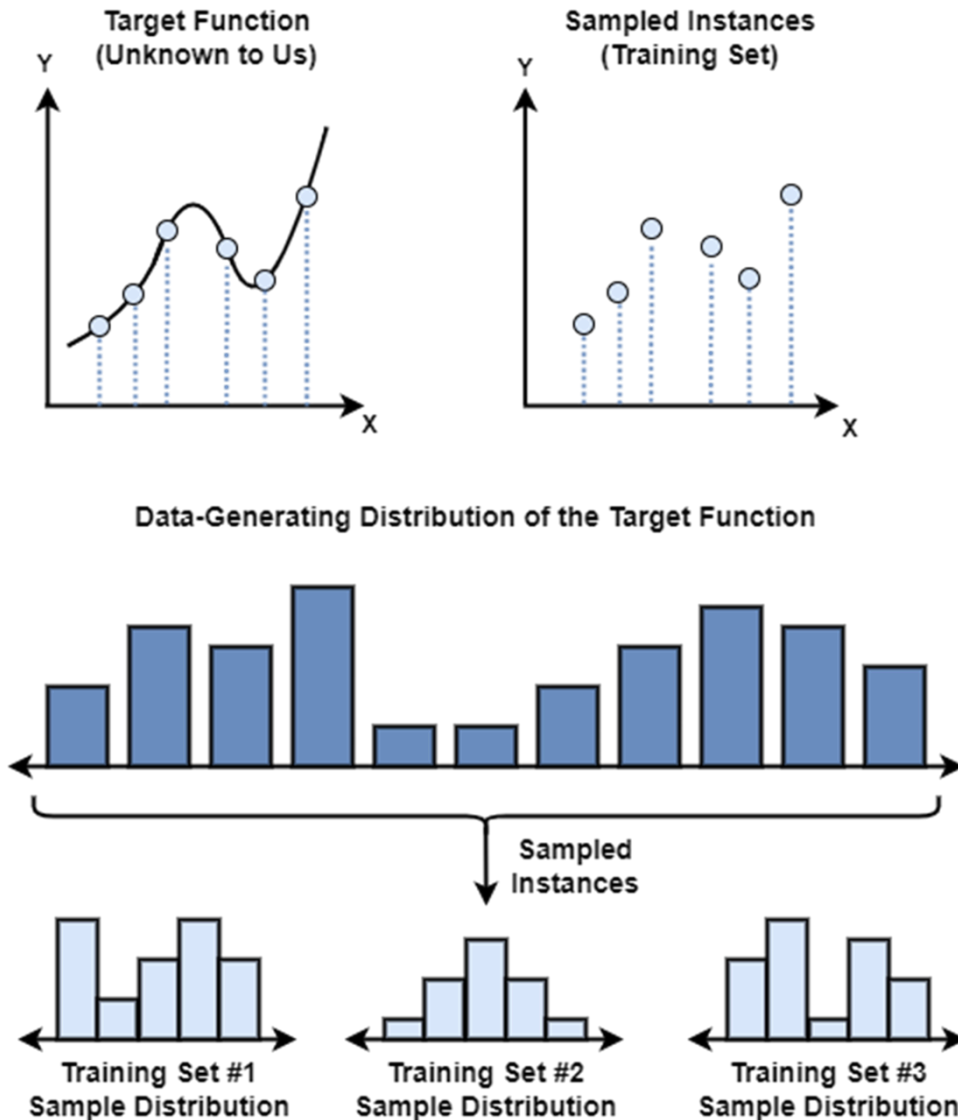 Target Function
(Unknown to Us)
Sampled Instances
(Training Set)
Y
Y
X
X
Data-Generating Distribution of the Target Function
Sampled
Instances
Training Set #1
Sample Distribution
Training Set #2
Sample Distribution
Training Set #3
Sample Distribution